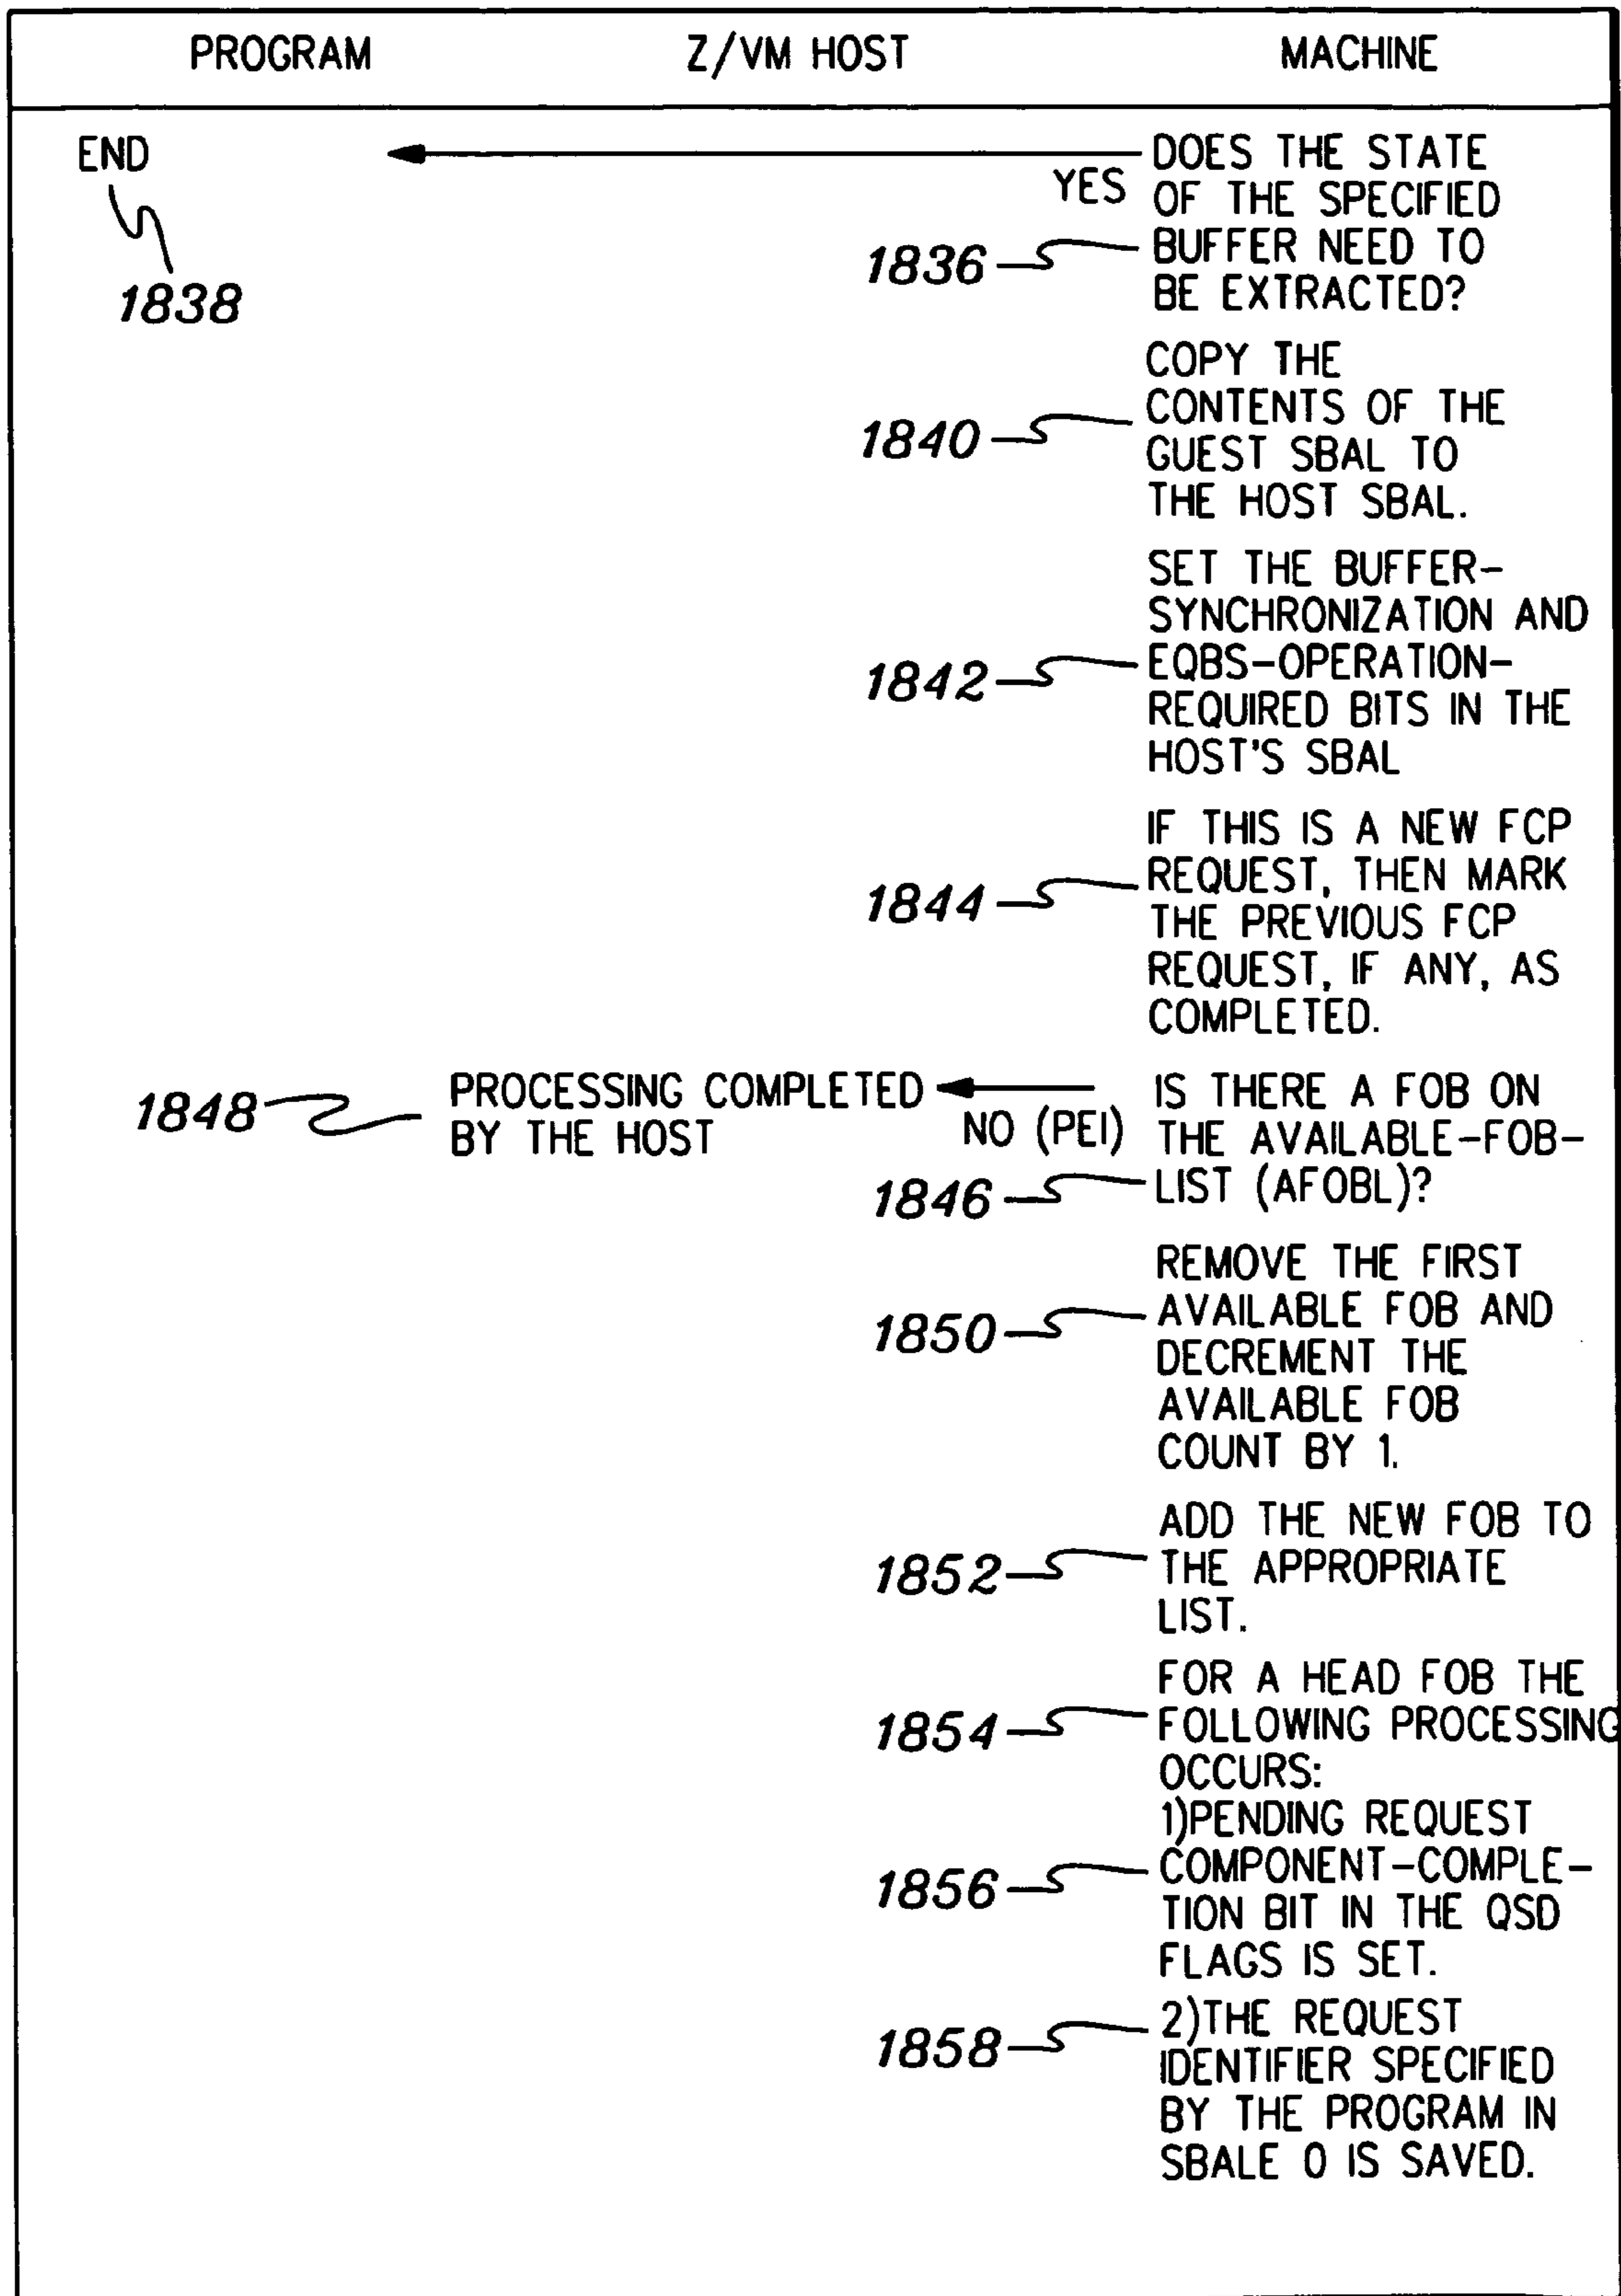 PROGRAM Z/VM HOST MACHINE
END
1838
YES
DOES THE STATE
OF THE SPECIFIED
BUFFER NEED TO
BE EXTRACTED?
1836
COPY THE
CONTENTS OF THE
GUEST SBAL TO
THE HOST SBAL.
1840
SET THE BUFFER-
SYNCHRONIZATION AND
EQBS-OPERATION-
REQUIRED BITS IN THE
HOST'S SBAL
1842
IF THIS IS A NEW FCP
REQUEST, THEN MARK
THE PREVIOUS FCP
REQUEST, IF ANY, AS
COMPLETED.
1844
1848
PROCESSING COMPLETED
BY THE HOST
NO (PEI)
IS THERE A FOB ON
THE AVAILABLE-FOB-
LIST (AFOBL)?
1846
REMOVE THE FIRST
AVAILABLE FOB AND
DECREMENT THE
AVAILABLE FOB
COUNT BY 1.
1850
ADD THE NEW FOB TO
THE APPROPRIATE
LIST.
1852
FOR A HEAD FOB THE
FOLLOWING PROCESSING
OCCURS:
1854
1)PENDING REQUEST
COMPONENT-COMPLE-
TION BIT IN THE QSD
FLAGS IS SET.
1856
2)THE REQUEST
IDENTIFIER SPECIFIED
BY THE PROGRAM IN
SBALE 0 IS SAVED.
1858